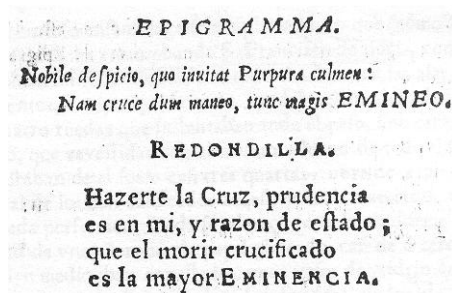 EPIGRAMMA.
Nobile deſpicio, quo inuitat Purpura culmen:
Nam cruce dum maneo, tunc magis EMINEO.
REDONDILLA.
Hazerte la Cruz, prudencia
es en mi, y razon de eſtado;
que el morir crucificado
es la mayor EMINENCIA.